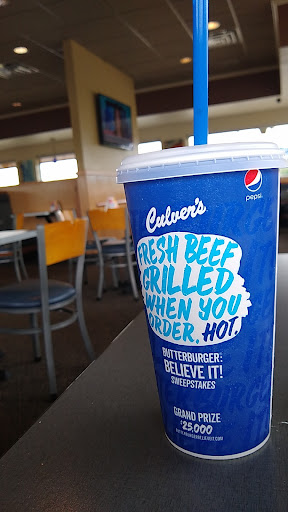 pepsi
Culver's
FRESH BEEF
GRILLED
WHEN YOU
ORDER. HOT.
BUTTERBURGER:
BELIEVE IT!
SWEEPSTAKES
GRAND PRIZE
$25,000